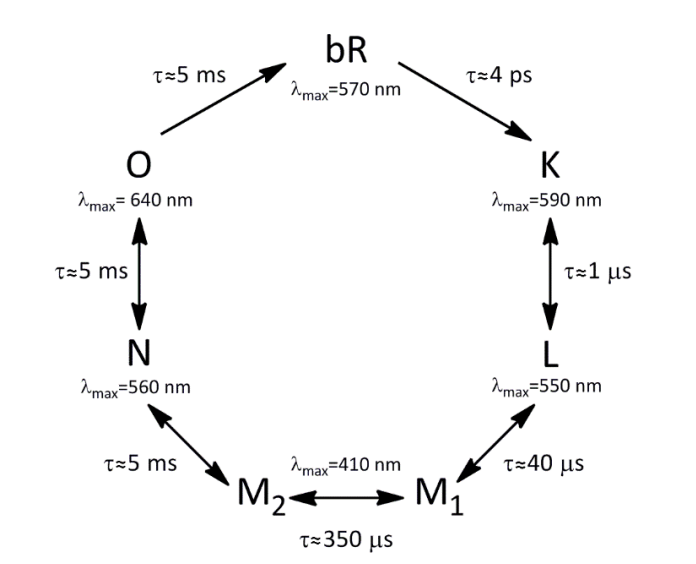 bR
τ≈5 ms
τ≈4 ps
λmax=570 nm
O
K
λmax= 640 nm
λmax=590 nm
τ≈5 ms
τ≈1 μs
N
L
λmax=560 nm
λmax=550 nm
τ≈5 ms
λmax=410 nm
τ≈40 μs
M2
M1
τ≈350 μs